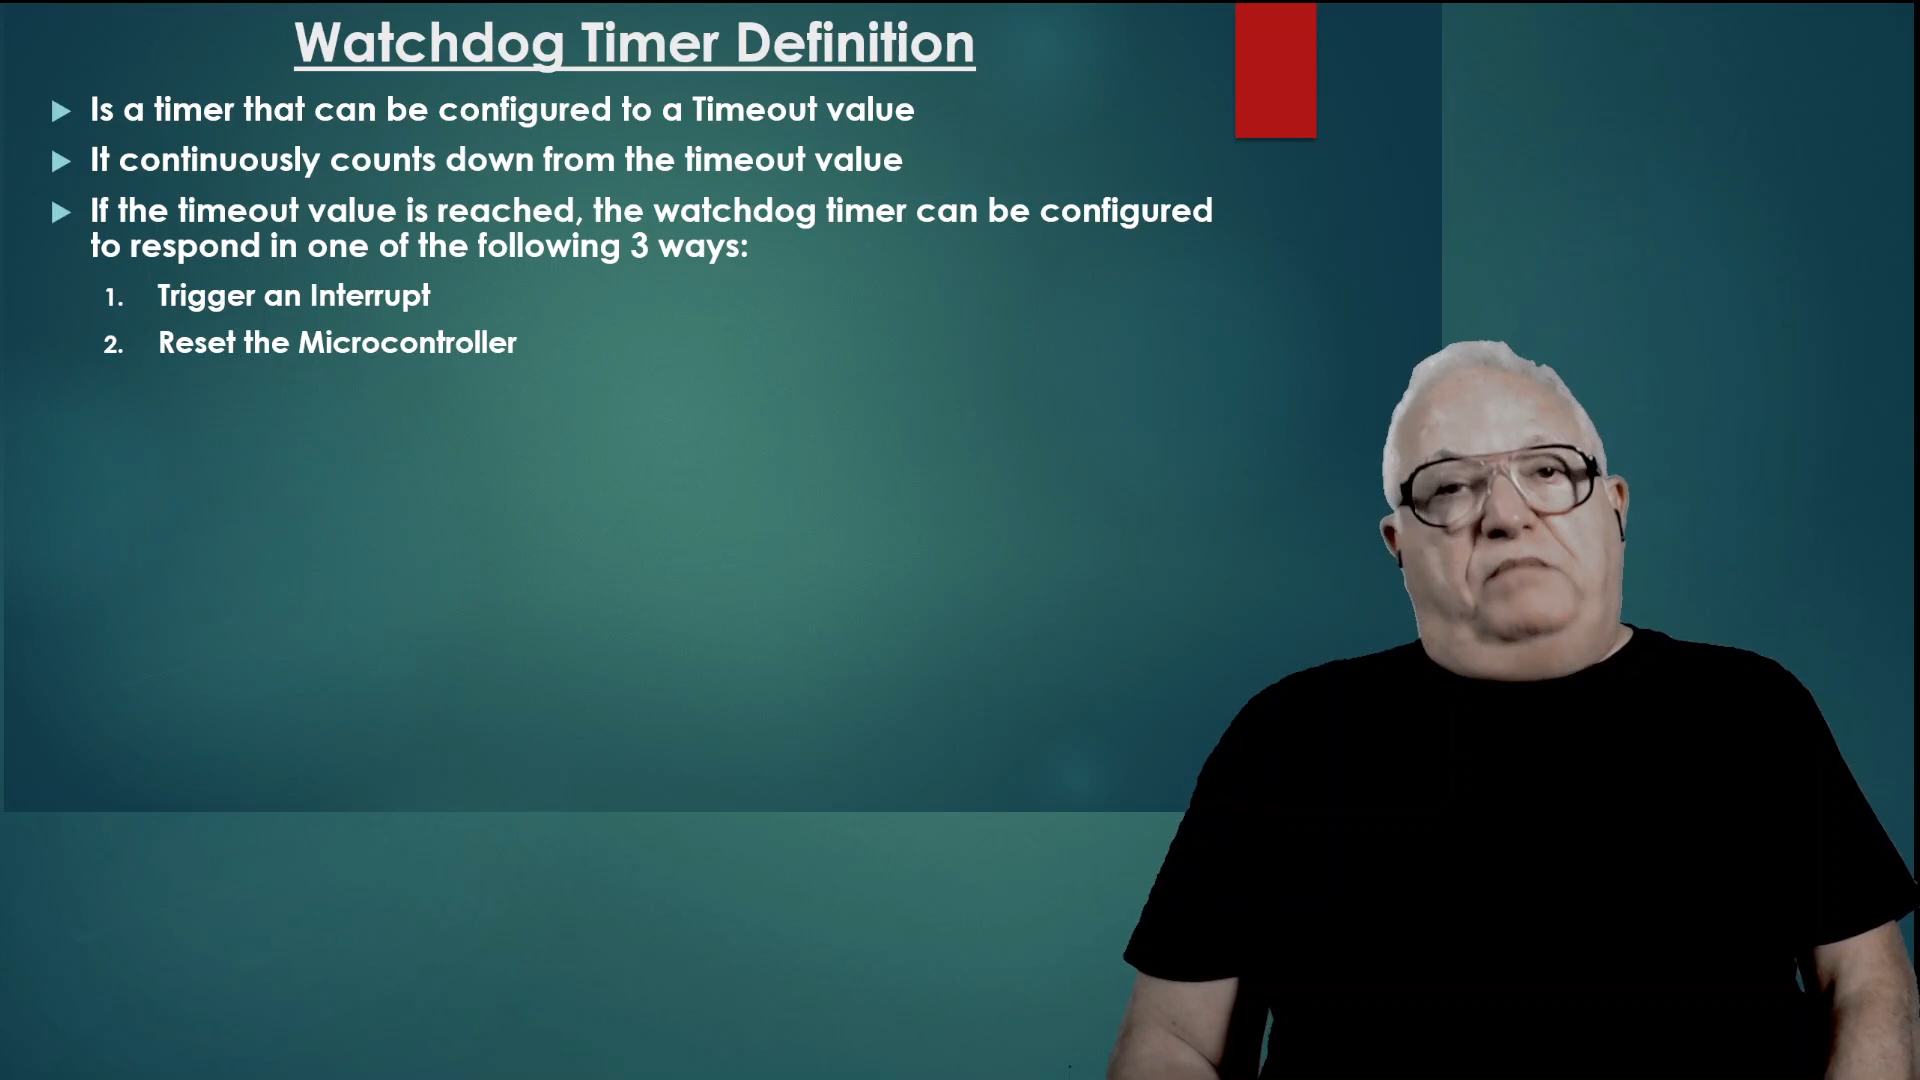 Watchdog Timer Definition
Is a timer that can be configured to a Timeout value
It continuously counts down from the timeout value
If the timeout value is reached, the watchdog timer can be configured
to respond in one of the following 3 ways:
1. Trigger an Interrupt
2. Reset the Microcontroller